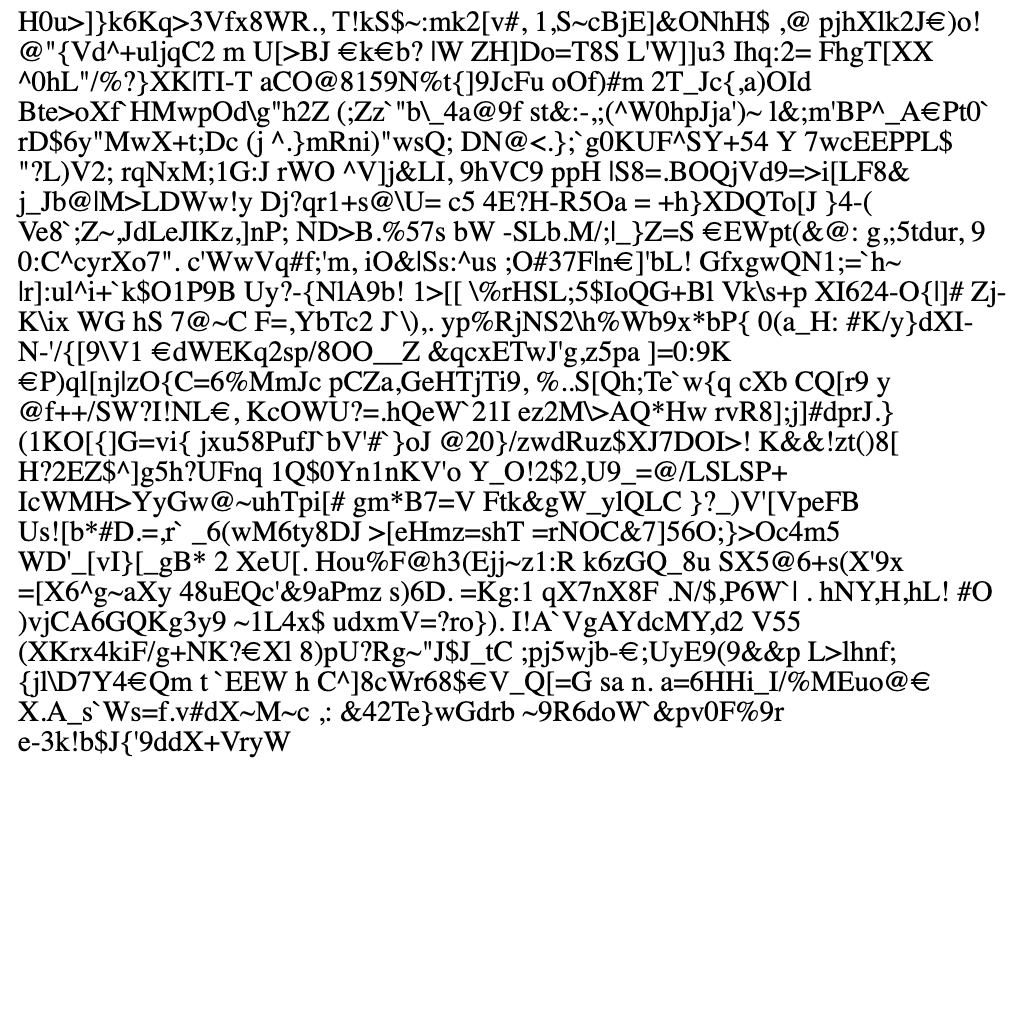 H0u>]}k6Kq>3Vfx8WR., T!kS$~:mk2[v#, 1,S~cBjE]&ONhH$ ,@ pjhXlk2J€)o!
@"{Vd^+uljqC2 m U[>BJ €k€b? |W ZH]Do=T8S L'W]]u3 Ihq:2= FhgT[XX
^0hL"/%?}XK|TI-T aCO@8159N%t{]9JcFu oOf)#m 2T_Jc{,a)OId
Bte>oXf`HMwpOd\g"h2Z (;Zz`"b\_4a@9f st&:-,;(^W0hpJja')~ l&;m'BP^_A€Pt0`
rD$6y"MwX+t;Dc (j ^.}mRni)"wsQ; DN@<.};`g0KUF^SY+54 Y 7wcEEPPL$
"?L)V2; rqNxM;1G:J rWO ^V]j&LI, 9hVC9 ppH |S8=.BOQjVd9=>i[LF8&
j_Jb@|M>LDWw!y Dj?qr1+s@\U= c5 4E?H-R5Oa = +h}XDQTo[J }4-(
Ve8`;Z~,JdLeJIKz,]nP; ND>B.%57s bW -SLb.M/;|_}Z=S €EWpt(&@: g,,;5tdur, 9
0:C^cyrXo7". c'WwVq#f;'m, iO&|Ss:^us ;O#37F|n€]'bL! GfxgwQN1;=`h~
|r]:ul^i+`k$O1P9B Uy?-{NlA9b! 1>[[ \%rHSL;5$IoQG+Bl Vk\s+p XI624-O{|]# Zj-
K\ix WG hS 7@~C F=,YbTc2 J`\),. yp%RjNS2\h%Wb9x*bP{ 0(a_H: #K/y}dXI-
N-'/{[9\V1 €dWEKq2sp/8OO__Z &qcxETwJ'g,z5pa ]=0:9K
€P)ql[nj|zO{C=6%MmJc pCZa,GeHTjTi9, %..S[Qh;Te`w{q cXb CQ[r9 y
@f++/SW?I!NL€, KcOWU?=.hQeW`21I ez2M\>AQ*Hw rvR8];j]#dprJ.}
(1KO[{]G=vi{ jxu58PufJ`bV'#`}oJ @20}/zwdRuz$XJ7DOI>! K&&!zt()8[
H?2EZ$^]g5h?UFnq 1Q$0Yn1nKV'o Y_O!2$2,U9_=@/LSLSP+
IcWMH>YyGw@~uhTpi[# gm*B7=V Ftk&gW_ylQLC }?_)V'[VpeFB
Us![b*#D.=,r` _6(wM6ty8DJ >[eHmz=shT =rNOC&7]56O;}>Oc4m5
WD'_[vI}[_gB* 2 XeU[. Hou%F@h3(Ejj~z1:R k6zGQ_8u SX5@6+s(X'9x
=[X6^g~aXy 48uEQc'&9aPmz s)6D. =Kg:1 qX7nX8F .N/$,P6W`| . hNY,H,hL! #O
)vjCA6GQKg3y9 ~1L4x$ udxmV=?ro}). I!A`VgAYdcMY,d2 V55
(XKrx4kiF/g+NK?€Xl 8)pU?Rg~"J$J_tC ;pj5wjb-€;UyE9(9&&p L>lhnf;
{jl\D7Y4€Qm t`EEW h C^]8cWr68$€V_Q[=G sa n. a=6HHi_I/%MEuo@€
X.A_s`Ws=f.v#dX~M~c ,: &42Te}wGdrb ~9R6doW`&pv0F%9r
e-3k!b$J{'9ddX+VryW